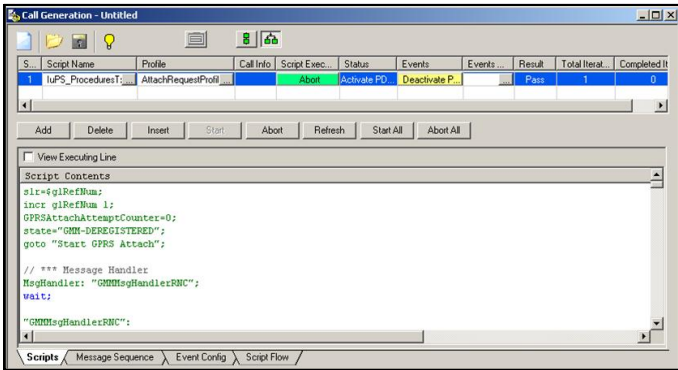 Call Generation - Untitled
S... Script Name Profile Call Info Script Exec... Status Events Events ... Result Total Iterat... Completed It
1 IuPS_ProceduresT: ... AttachRequestProfil ... Abort Activate PD... Deactivate P... ... Pass 1 0
Add Delete Insert Start Abort Refresh Start All Abort All
View Executing Line
Script Contents
slr=$glRefNum;
incr glRefNum 1;
GPRSAttachAttemptCounter=0;
state="GMM-DEREGISTERED";
goto "Start GPRS Attach";
// *** Message Handler
MsgHandler: "GMMMsgHandlerRNC";
wait;
"GMMMsgHandlerRNC":
Scripts Message Sequence Event Config Script Flow